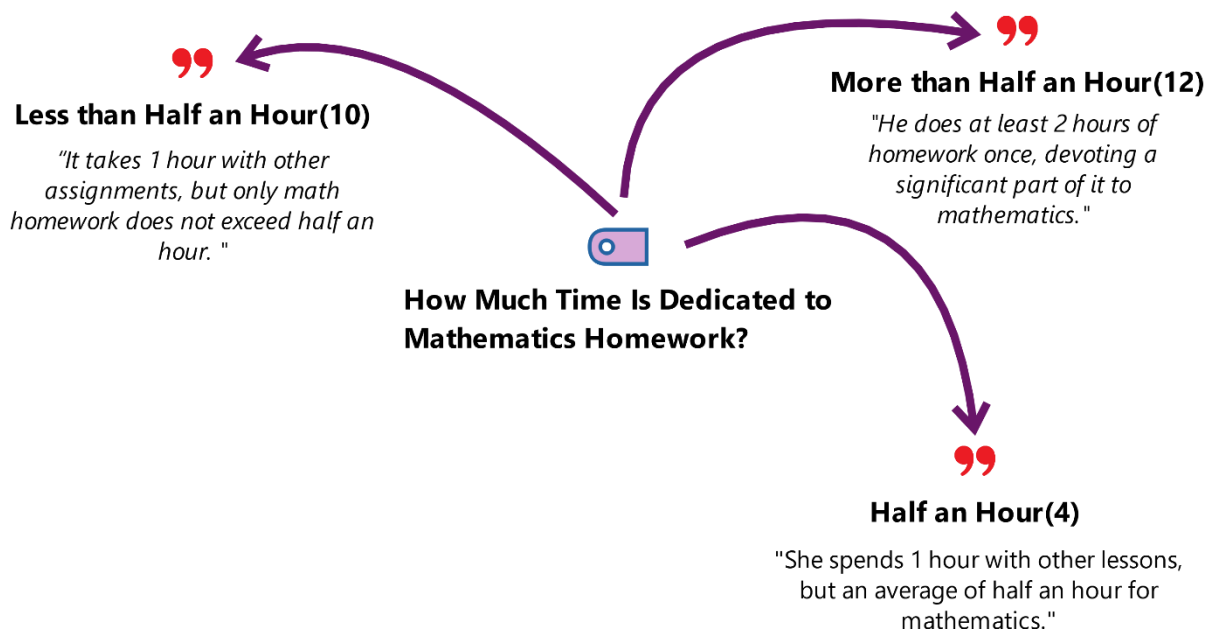 Less than Half an Hour(10)
"It takes 1 hour with other
assignments, but only math
homework does not exceed half an
hour. "
More than Half an Hour(12)
"He does at least 2 hours of
homework once, devoting a
significant part of it to
mathematics."
How Much Time Is Dedicated to
Mathematics Homework?
Half an Hour(4)
"She spends 1 hour with other lessons,
but an average of half an hour for
mathematics."